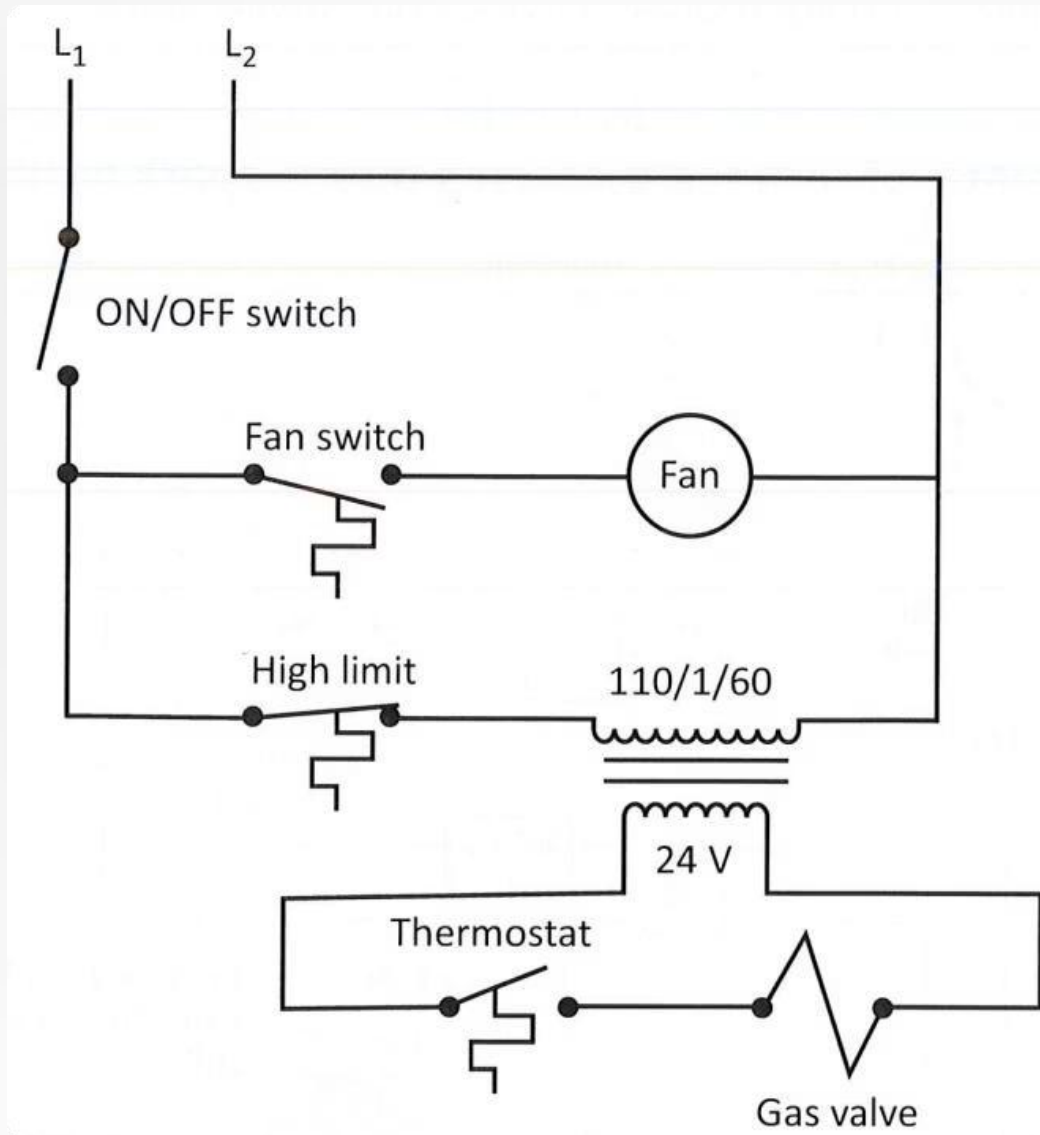 L₁
L₂
ON/OFF switch
Fan switch
Fan
High limit
110/1/60
24 V
Thermostat
Gas valve